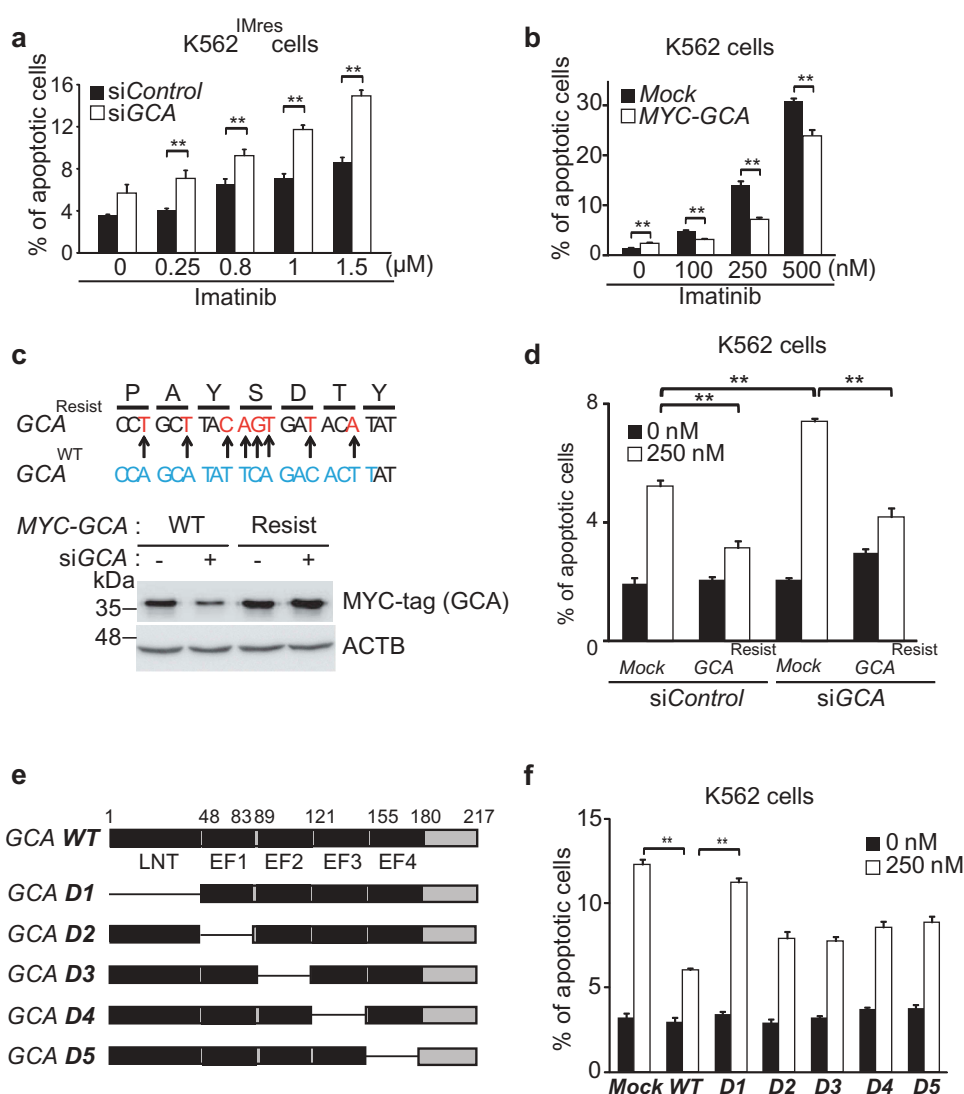 a
K562 IMres cells
% of apoptotic cells
16
12
8
4
0
siControl
siGCA
** ** ** **
0 0.25 0.8 1 1.5 (μM)
Imatinib
b
K562 cells
% of apoptotic cells
30
20
10
0
Mock
MYC-GCA
** ** ** **
0 100 250 500 (nM)
Imatinib
c
P A Y S D T Y
GCA Resist CCT GCT TAC AGT GAT ACA TAT
GCA WT CCA GCA TAT TCA GAC ACT TAT
MYC-GCA : WT Resist
siGCA : - + - +
kDa
35
MYC-tag (GCA)
48
ACTB
d
K562 cells
% of apoptotic cells
8
4
0
0 nM
250 nM
** ** **
Mock GCA Resist Mock GCA Resist
siControl siGCA
e
1 48 83 89 121 155 180 217
GCA WT
LNT EF1 EF2 EF3 EF4
GCA D1
GCA D2
GCA D3
GCA D4
GCA D5
f
K562 cells
% of apoptotic cells
15
10
5
0
** **
0 nM
250 nM
Mock WT D1 D2 D3 D4 D5